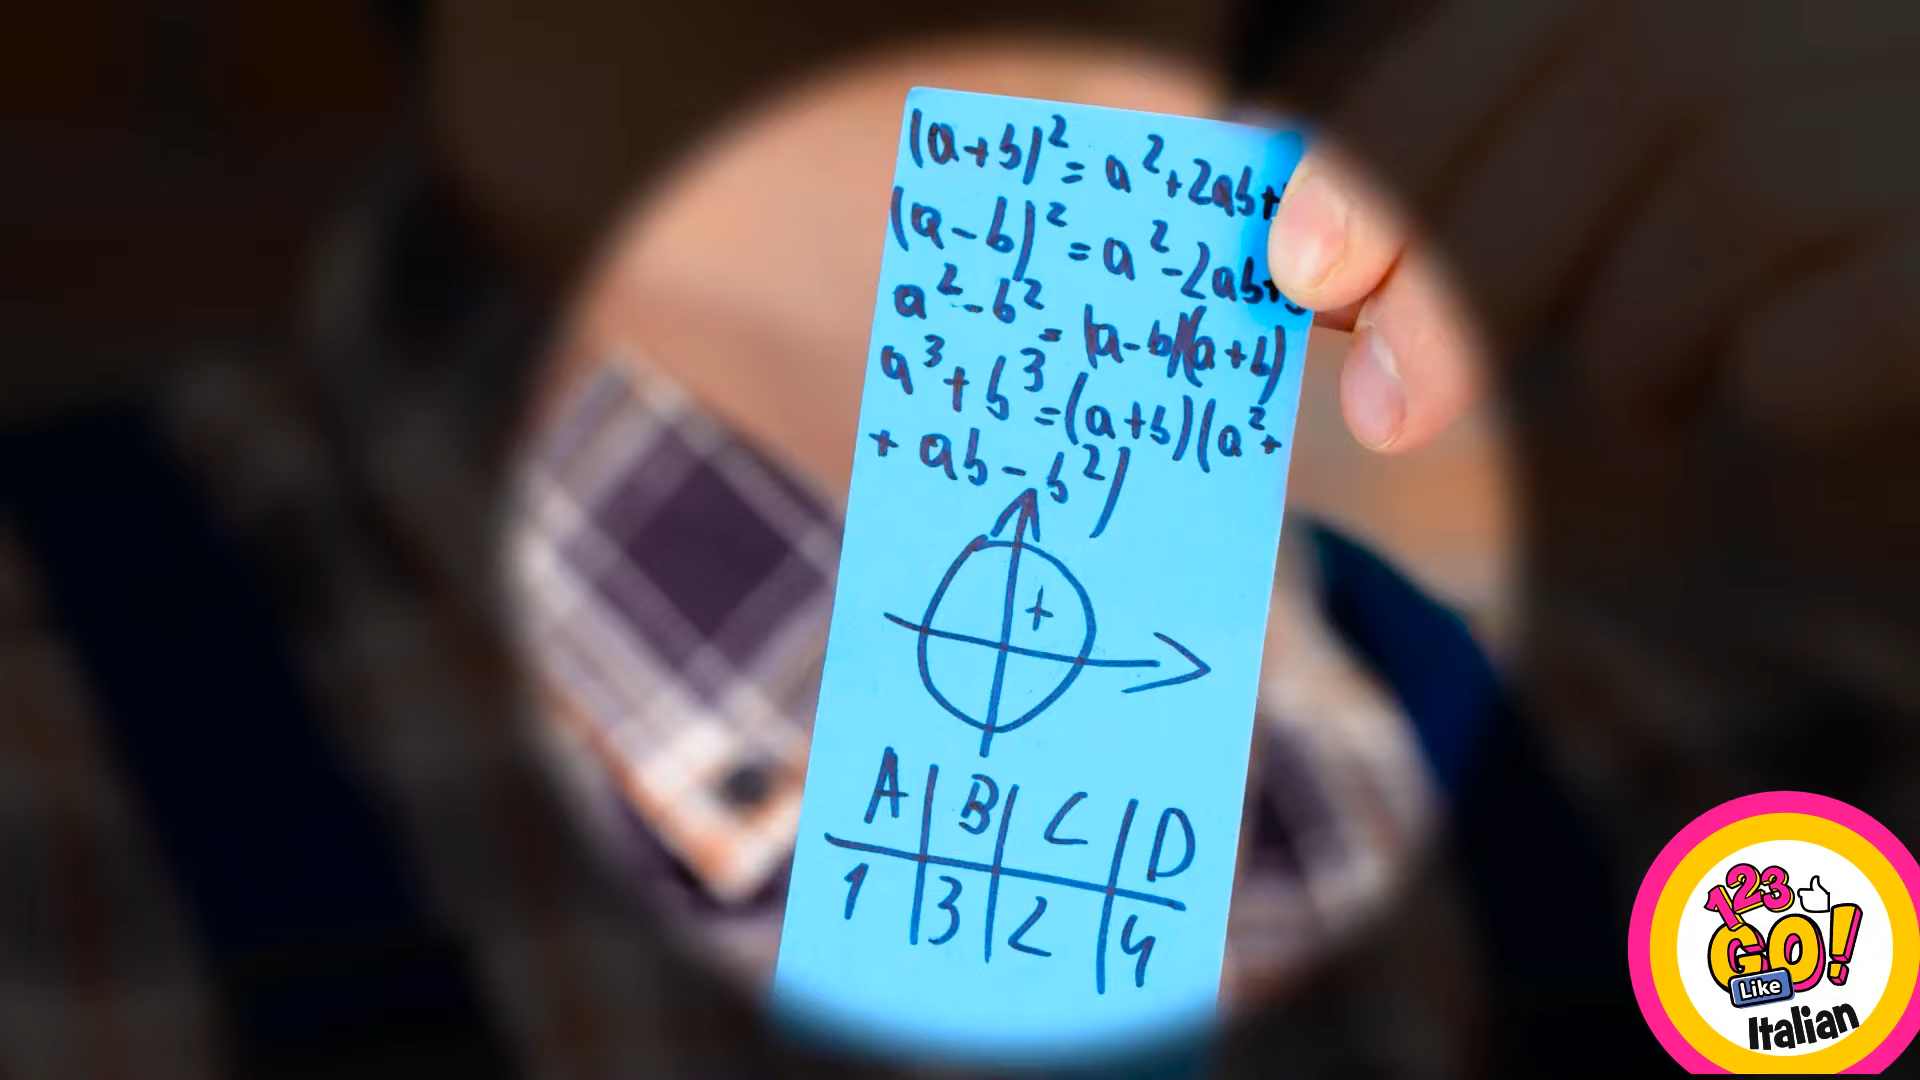 (a+b)² = a²+2ab+
(a-b)² = a²-2ab+
a²-b² = (a-b)(a+b)
a³+b³=(a+b)(a²+
+ ab-b²)
+
A B C D
1 3 2 4
123
GO!
Like
Italian